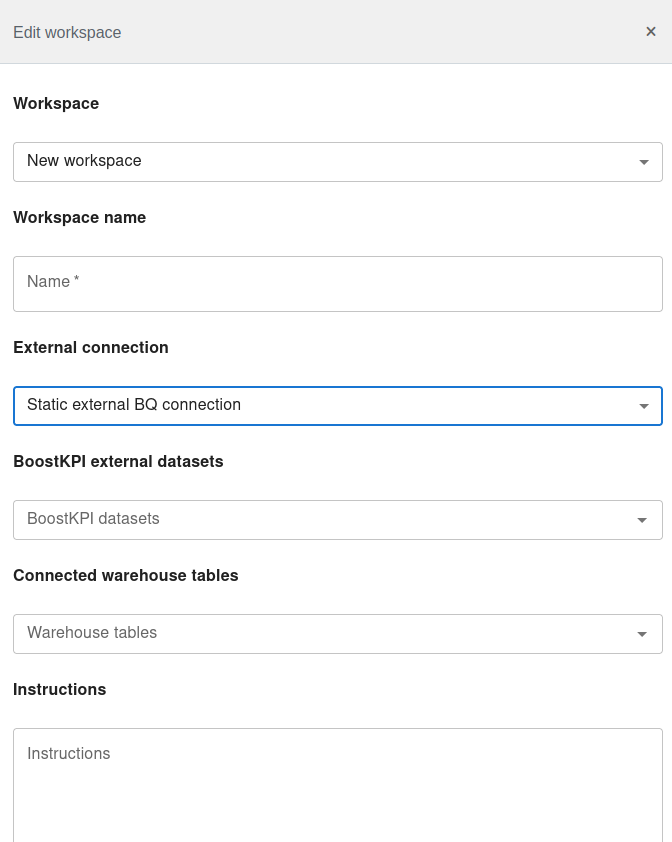 Edit workspace ×
Workspace
New workspace
Workspace name
Name *
External connection
Static external BQ connection
BoostKPI external datasets
BoostKPI datasets
Connected warehouse tables
Warehouse tables
Instructions
Instructions